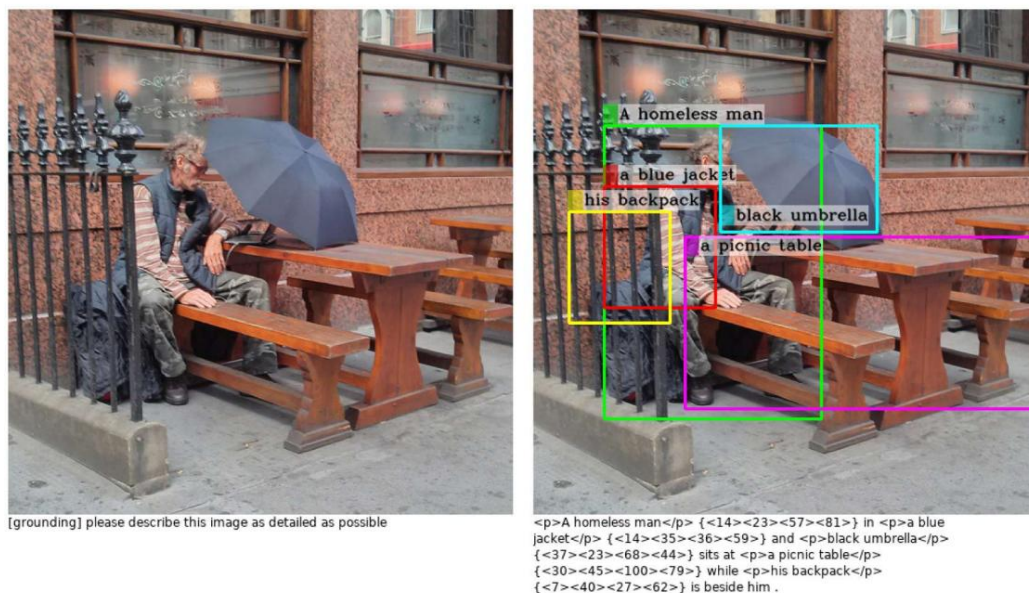 A homeless man
a blue jacket
his backpack
black umbrella
a picnic table
[grounding] please describe this image as detailed as possible
<p>A homeless man</p> {<14><23><57><81>} in <p>a blue
jacket</p> {<14><35><36><59>} and <p>black umbrella</p>
{<37><23><68><44>} sits at <p>a picnic table</p>
{<30><45><100><79>} while <p>his backpack</p>
{<7><40><27><62>} is beside him .